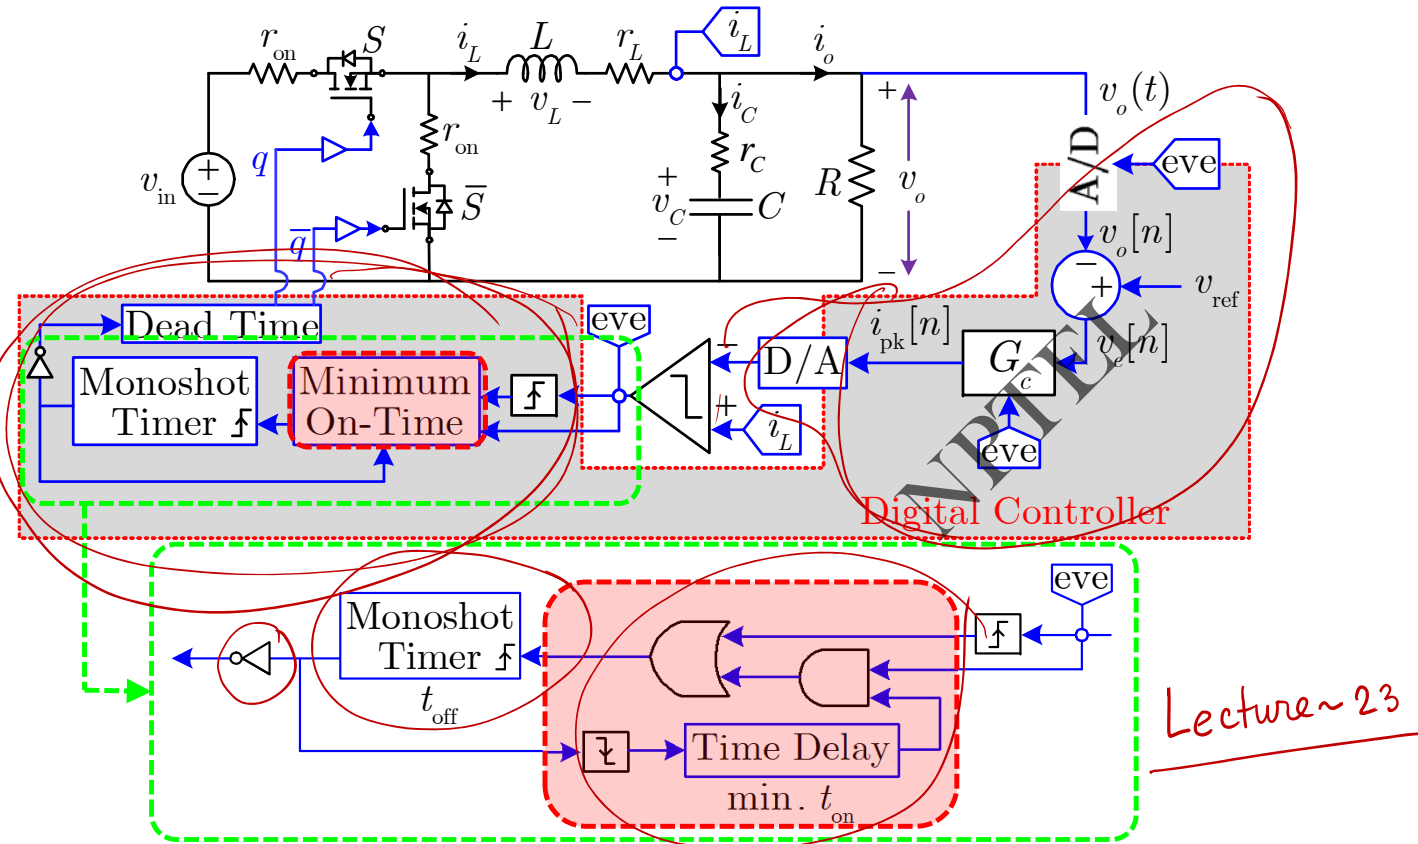 r_on S i_L L r_L i_L i_o
+ v_L −
i_C
v_o(t)
q
r_on
r_C
A/D
eve
v_in
+
−
q̅
S̅
+
v_C
−
C
R
+
v_o
−
v_o[n]
−
+
v_ref
Dead Time
eve
i_pk[n]
v_e[n]
Monoshot
Timer
Minimum
On-Time
−
+
D/A
i_L
G_c
eve
NPTEL
Digital Controller
Monoshot
Timer
t_off
eve
Time Delay
min. t_on
Lecture~23